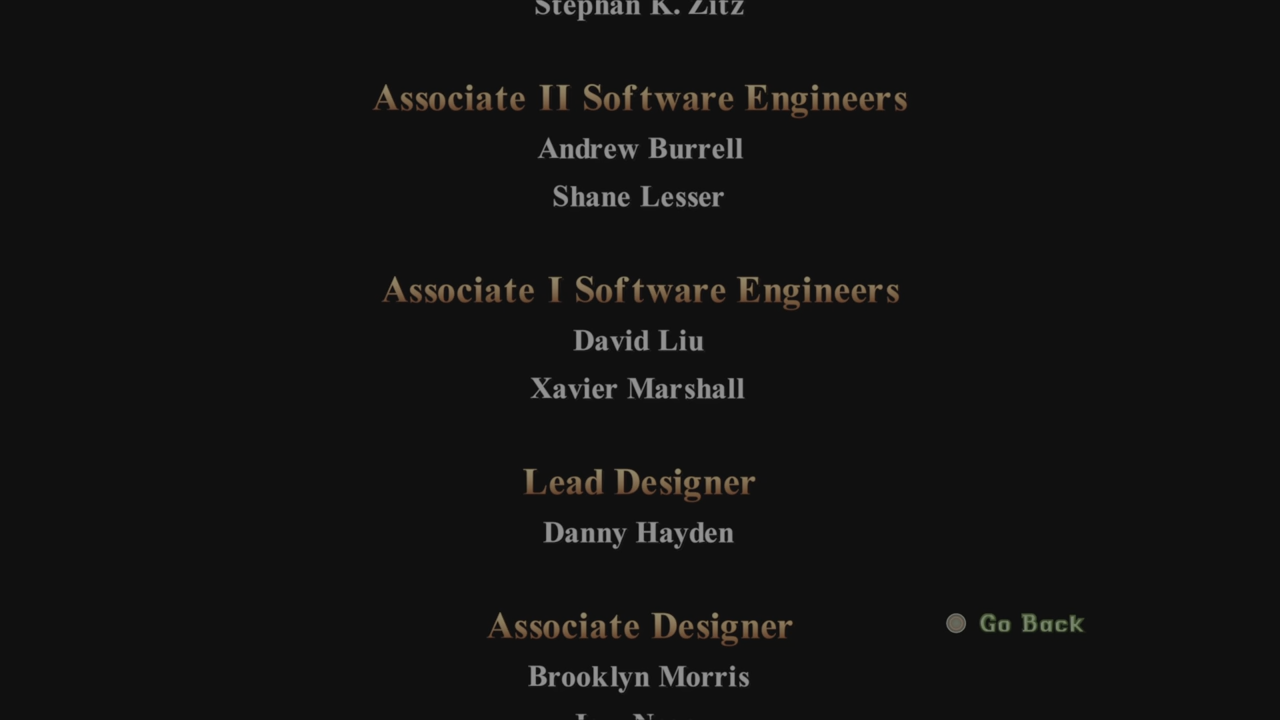 Stephan K. Zitz
Associate II Software Engineers
Andrew Burrell
Shane Lesser
Associate I Software Engineers
David Liu
Xavier Marshall
Lead Designer
Danny Hayden
Associate Designer
Go Back
Brooklyn Morris